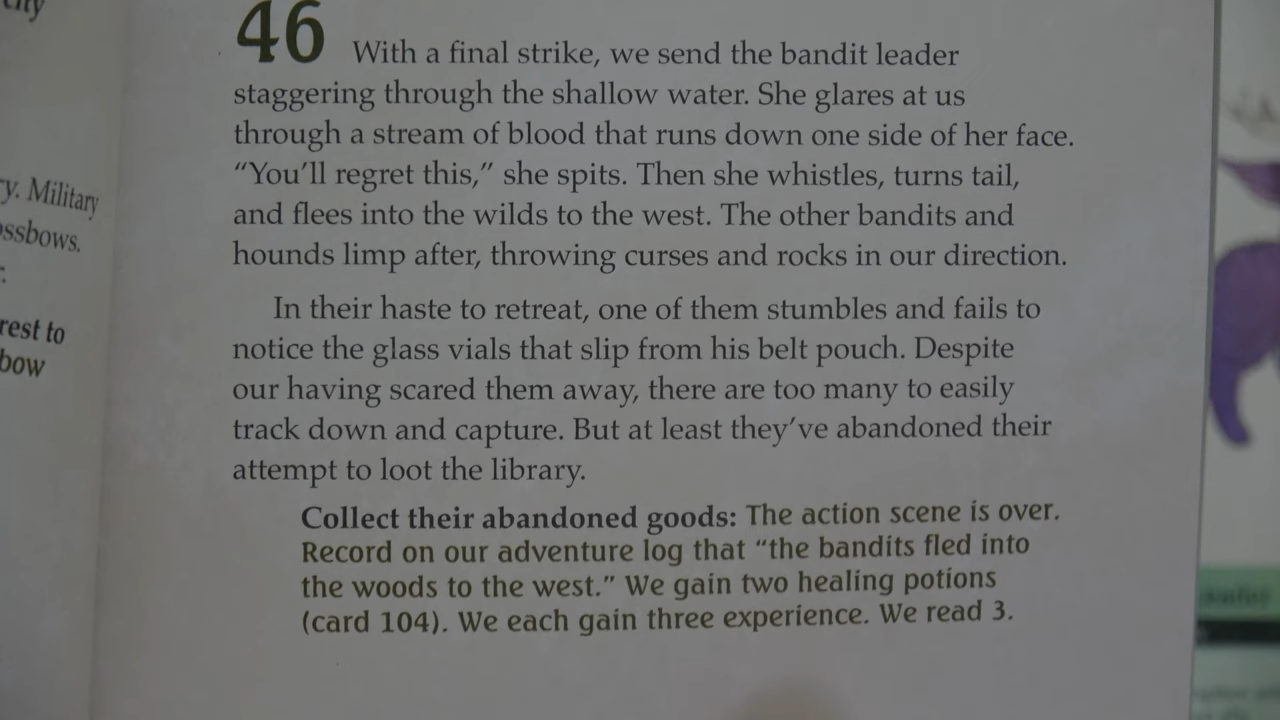 city
ry. Military
ossbows.
rest to
bow
46 With a final strike, we send the bandit leader
staggering through the shallow water. She glares at us
through a stream of blood that runs down one side of her face.
“You’ll regret this,” she spits. Then she whistles, turns tail,
and flees into the wilds to the west. The other bandits and
hounds limp after, throwing curses and rocks in our direction.
In their haste to retreat, one of them stumbles and fails to
notice the glass vials that slip from his belt pouch. Despite
our having scared them away, there are too many to easily
track down and capture. But at least they’ve abandoned their
attempt to loot the library.
Collect their abandoned goods: The action scene is over.
Record on our adventure log that “the bandits fled into
the woods to the west.” We gain two healing potions
(card 104). We each gain three experience. We read 3.